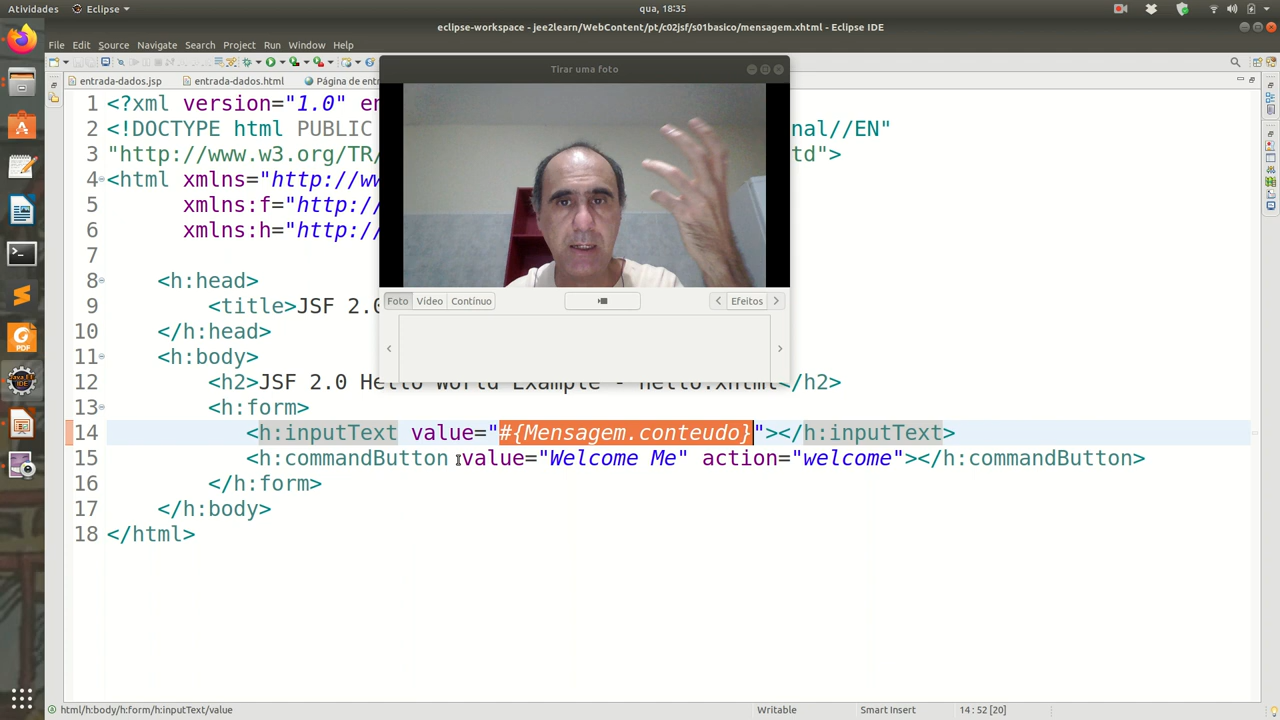 Atividades
Eclipse
qua, 18:35
eclipse-workspace - jee2learn/WebContent/pt/c02jsf/s01basico/mensagem.xhtml - Eclipse IDE
File Edit Source Navigate Search Project Run Window Help
Tirar uma foto
entrada-dados.jsp entrada-dados.html Página de ent
1 <?xml version="1.0" en
2 <!DOCTYPE html PUBLIC onal//EN"
3 "http://www.w3.org/TR/ td">
4 <html xmlns="http://ww
5 xmlns:f="http://
6 xmlns:h="http://
7
8 <h:head>
9 <title>JSF 2.0
10 </h:head>
11 <h:body>
12 <h2>JSF 2.0 Hello World Example - hello.xhtml</h2>
13 <h:form>
14 <h:inputText value="#{Mensagem.conteudo}"></h:inputText>
15 <h:commandButton value="Welcome Me" action="welcome"></h:commandButton>
16 </h:form>
17 </h:body>
18 </html>
Foto Vídeo Contínuo Efeitos
PDF
Java EE
IDE
html/h:body/h:form/h:inputText/value
Writable
Smart Insert
14 : 52 [20]